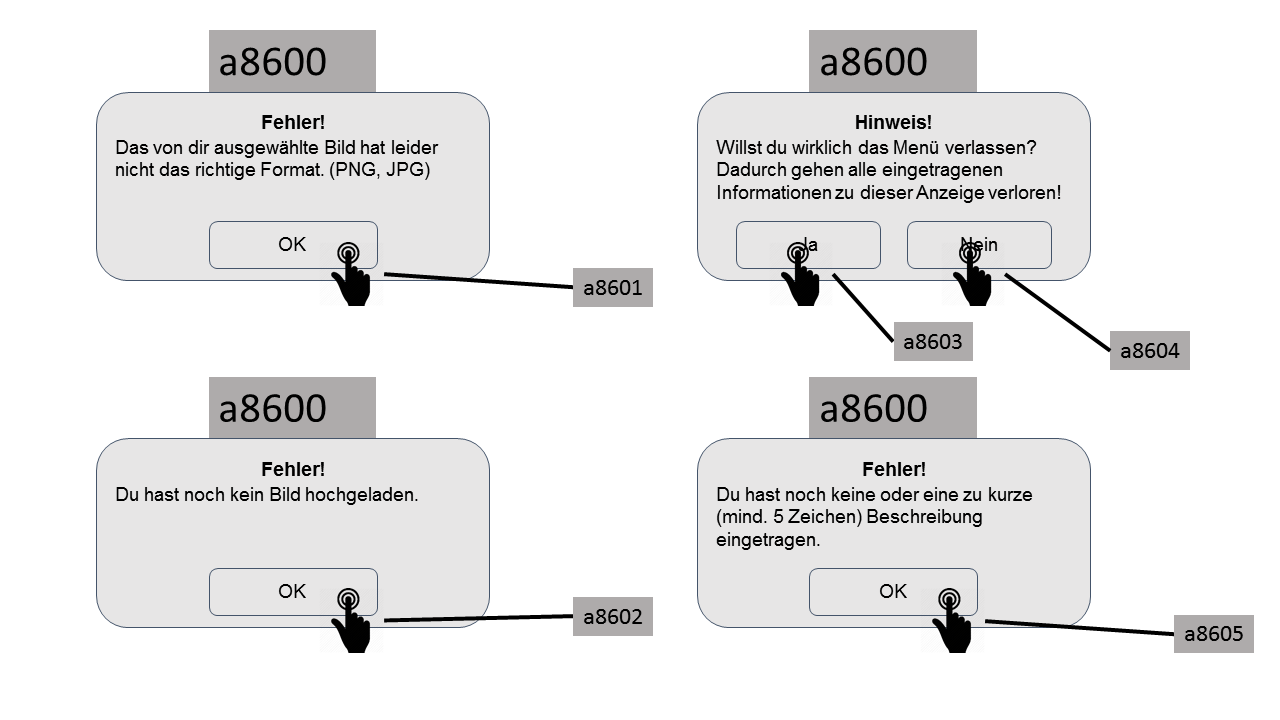 a8600
Fehler!
Das von dir ausgewählte Bild hat leider
nicht das richtige Format. (PNG, JPG)
OK
a8601
a8600
Hinweis!
Willst du wirklich das Menü verlassen?
Dadurch gehen alle eingetragenen
Informationen zu dieser Anzeige verloren!
Ja
Nein
a8603
a8604
a8600
Fehler!
Du hast noch kein Bild hochgeladen.
OK
a8602
a8600
Fehler!
Du hast noch keine oder eine zu kurze
(mind. 5 Zeichen) Beschreibung
eingetragen.
OK
a8605